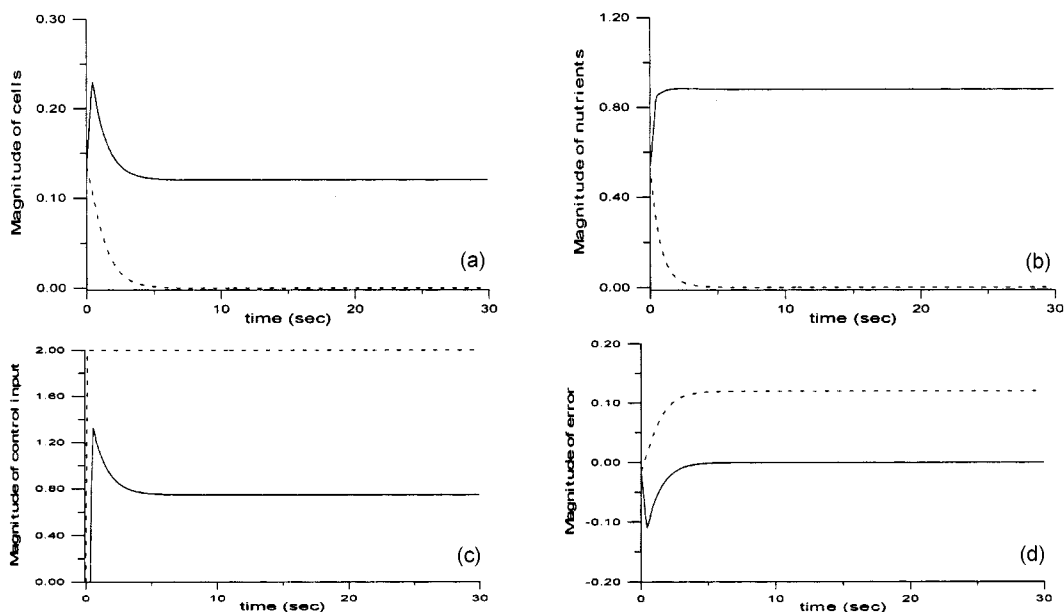 0.30
0.20
0.10
0.00
Magnitude of cells
0
10
20
30
time (sec)
(a)
1.20
0.80
0.40
0.00
Magnitude of nutrients
0
10
20
30
time (sec)
(b)
2.00
1.60
1.20
0.80
0.40
0.00
Magnitude of control input
0
10
20
30
time (sec)
(c)
0.20
0.10
0.00
-0.10
-0.20
Magnitude of error
0
10
20
30
time (sec)
(d)